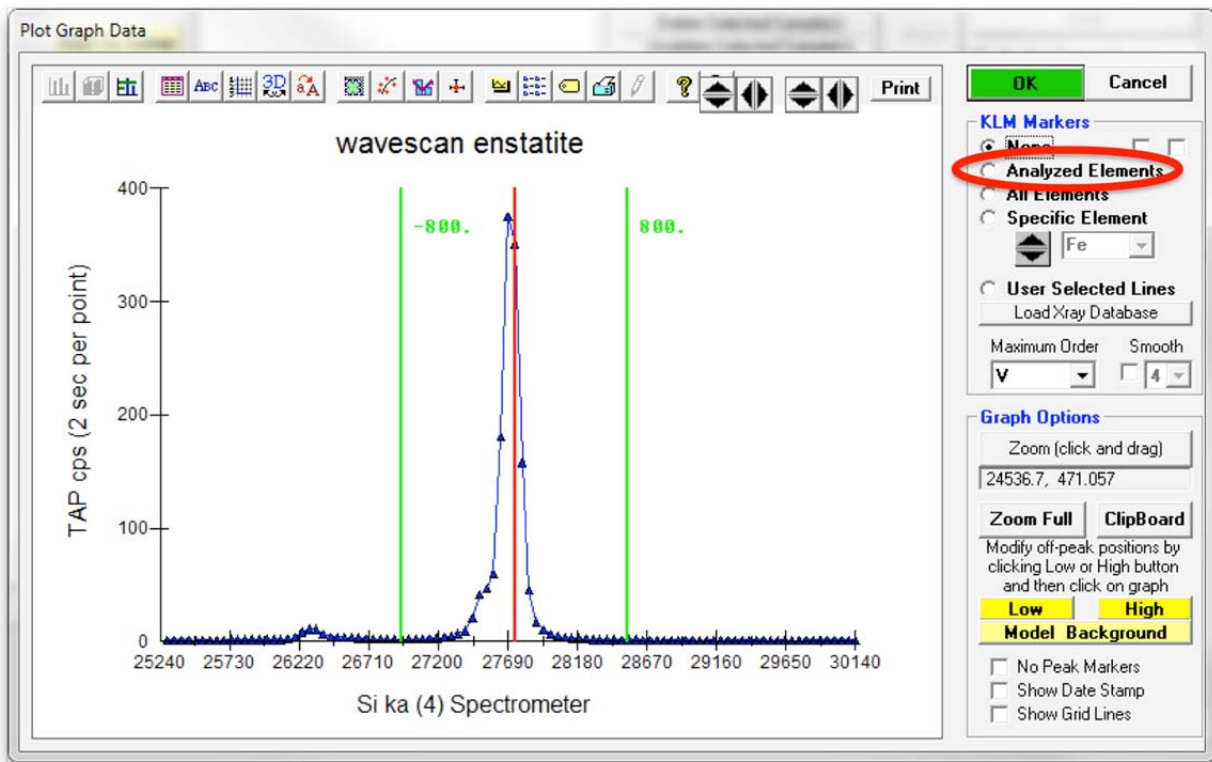 Plot Graph Data
ABC
3D
aA
?
Print
OK
Cancel
wavescan enstatite
400
300
200
100
0
-800.
800.
TAP cps (2 sec per point)
25240 25730 26220 26710 27200 27690 28180 28670 29160 29650 30140
Si ka (4) Spectrometer
KLM Markers
None
Analyzed Elements
All Elements
Specific Element
Fe
User Selected Lines
Load Xray Database
Maximum Order Smooth
V 4
Graph Options
Zoom (click and drag)
24536.7, 471.057
Zoom Full ClipBoard
Modify off-peak positions by
clicking Low or High button
and then click on graph
Low High
Model Background
No Peak Markers
Show Date Stamp
Show Grid Lines